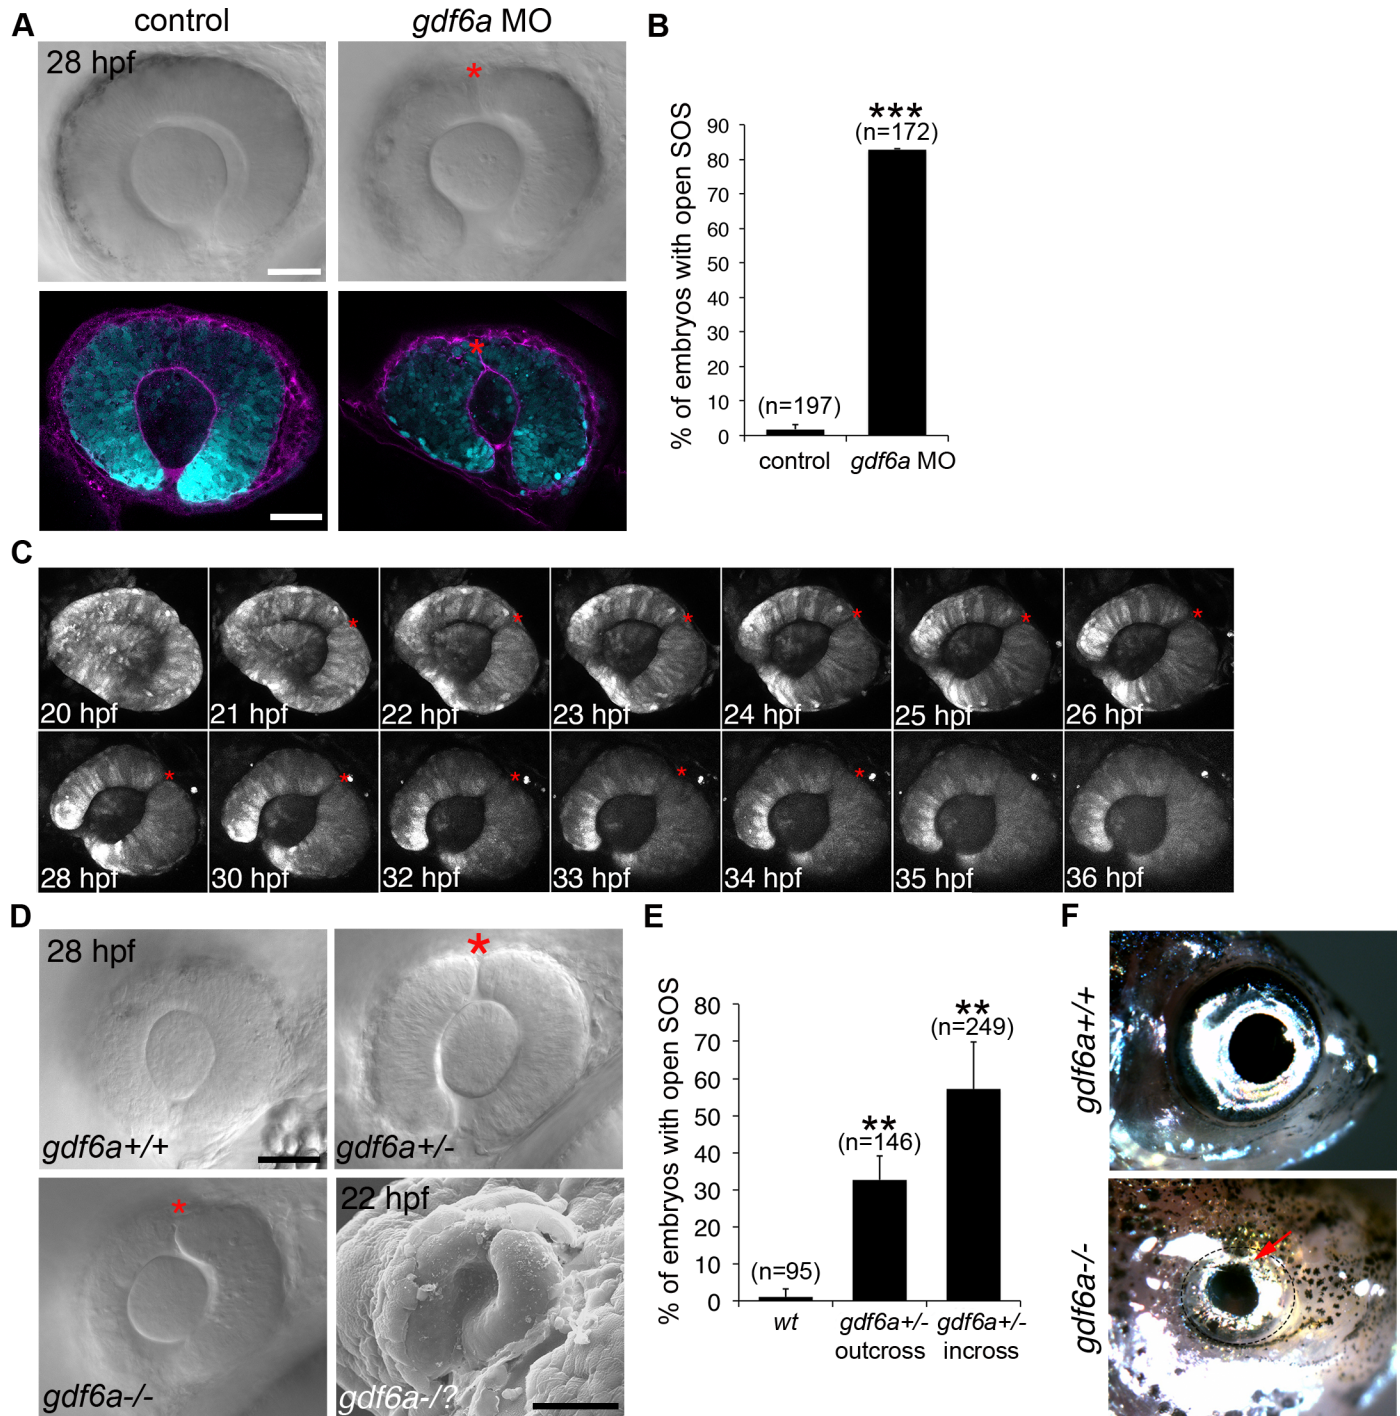 A
control
gdf6a MO
28 hpf
*
*
B
% of embryos with open SOS
90
80
70
60
50
40
30
20
10
0
***
(n=172)
(n=197)
control
gdf6a MO
C
20 hpf
21 hpf
*
22 hpf
*
23 hpf
*
24 hpf
*
25 hpf
*
26 hpf
*
28 hpf
*
30 hpf
*
32 hpf
*
33 hpf
*
34 hpf
*
35 hpf
36 hpf
D
28 hpf
gdf6a+/+
*
gdf6a+/-
*
gdf6a-/-
22 hpf
gdf6a-/?
E
% of embryos with open SOS
80
70
60
50
40
30
20
10
0
(n=95)
**
(n=146)
**
(n=249)
wt
gdf6a+/-
outcross
gdf6a+/-
incross
F
gdf6a+/+
gdf6a-/-